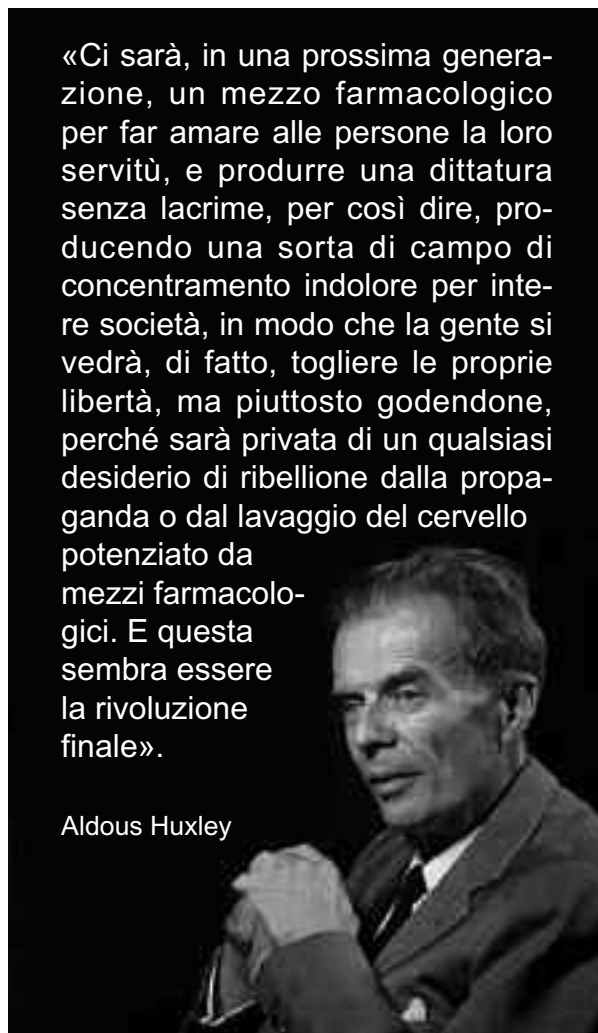 «Ci sarà, in una prossima genera-
zione, un mezzo farmacologico
per far amare alle persone la loro
servitù, e produrre una dittatura
senza lacrime, per così dire, pro-
ducendo una sorta di campo di
concentramento indolore per inte-
re società, in modo che la gente si
vedrà, di fatto, togliere le proprie
libertà, ma piuttosto godendone,
perché sarà privata di un qualsiasi
desiderio di ribellione dalla propa-
ganda o dal lavaggio del cervello
potenziato da
mezzi farmacolo-
gici. E questa
sembra essere
la rivoluzione
finale».
Aldous Huxley